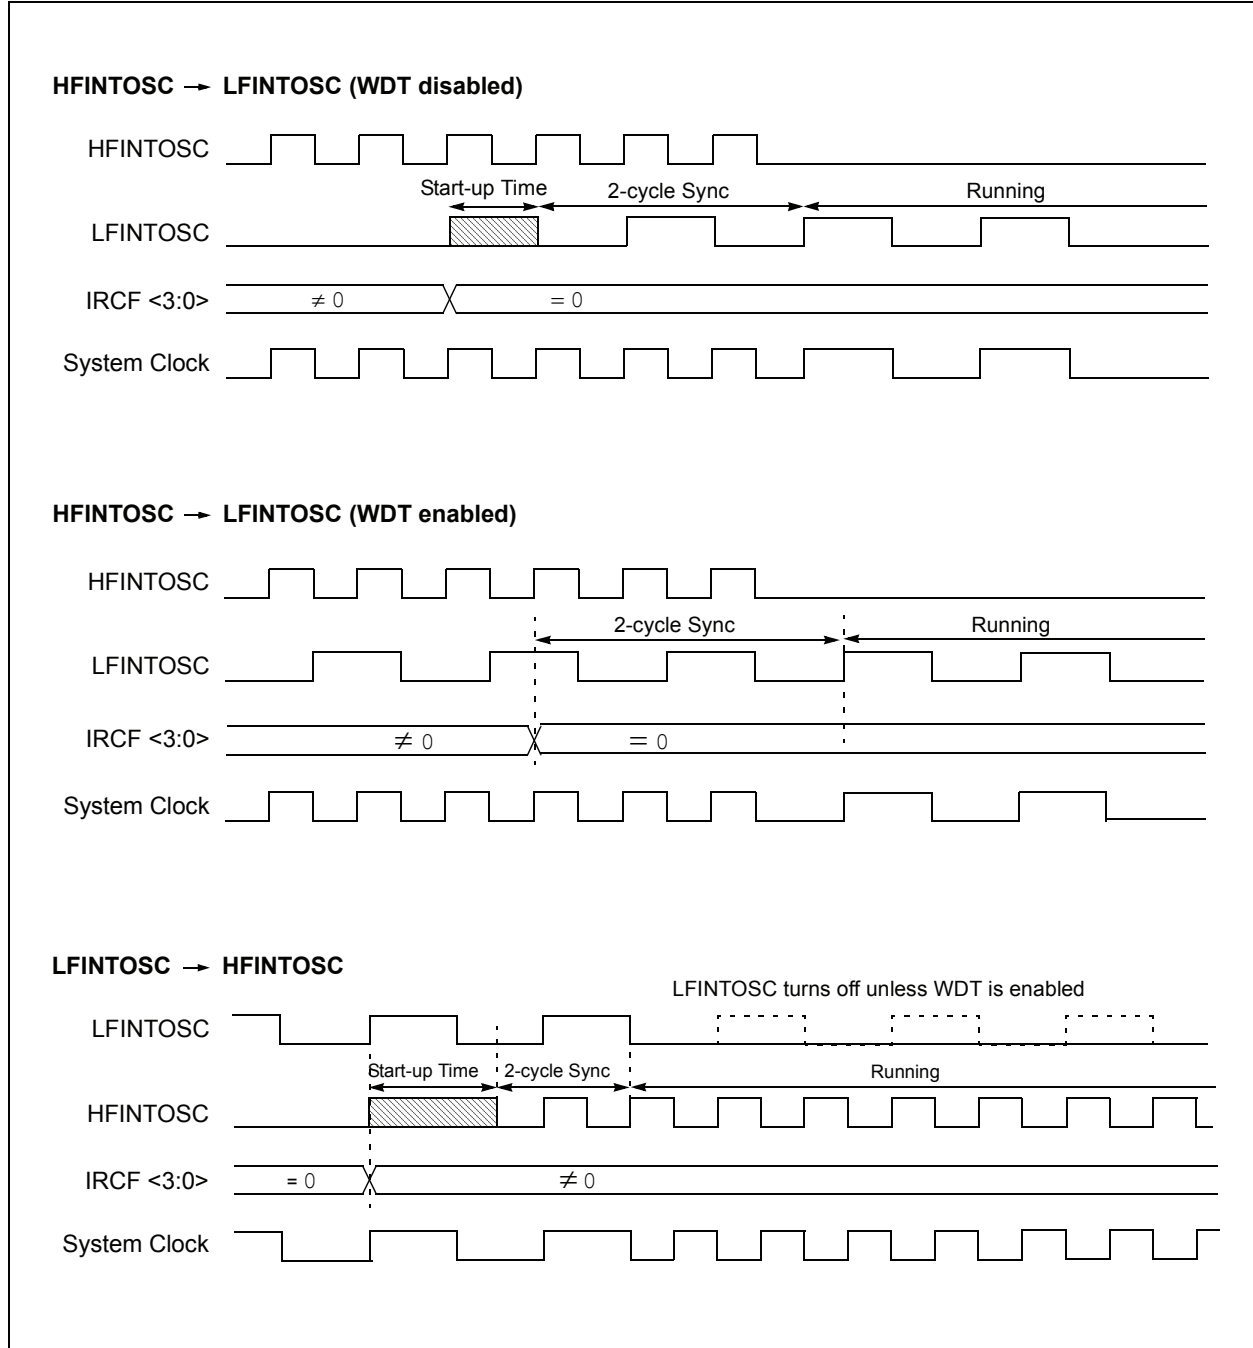 HFINTOSC → LFINTOSC (WDT disabled)
HFINTOSC
Start-up Time 2-cycle Sync Running
LFINTOSC
IRCF <3:0> ≠ 0 = 0
System Clock
HFINTOSC → LFINTOSC (WDT enabled)
HFINTOSC
2-cycle Sync Running
LFINTOSC
IRCF <3:0> ≠ 0 = 0
System Clock
LFINTOSC → HFINTOSC
LFINTOSC turns off unless WDT is enabled
LFINTOSC
Start-up Time 2-cycle Sync Running
HFINTOSC
IRCF <3:0> = 0 ≠ 0
System Clock